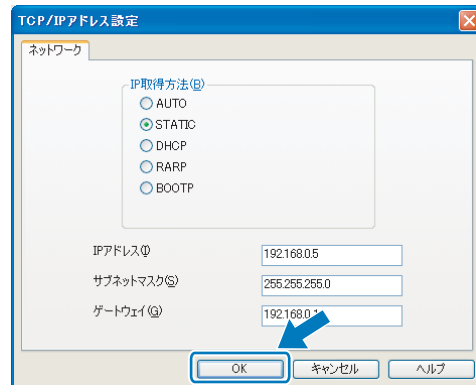 TCP/IPアドレス設定
ネットワーク
IP取得方法(B)
AUTO
STATIC
DHCP
RARP
BOOTP
IPアドレス(I)
192.168.0.5
サブネットマスク(S)
255.255.255.0
ゲートウェイ(G)
192.168.0.1
OK
キャンセル
ヘルプ